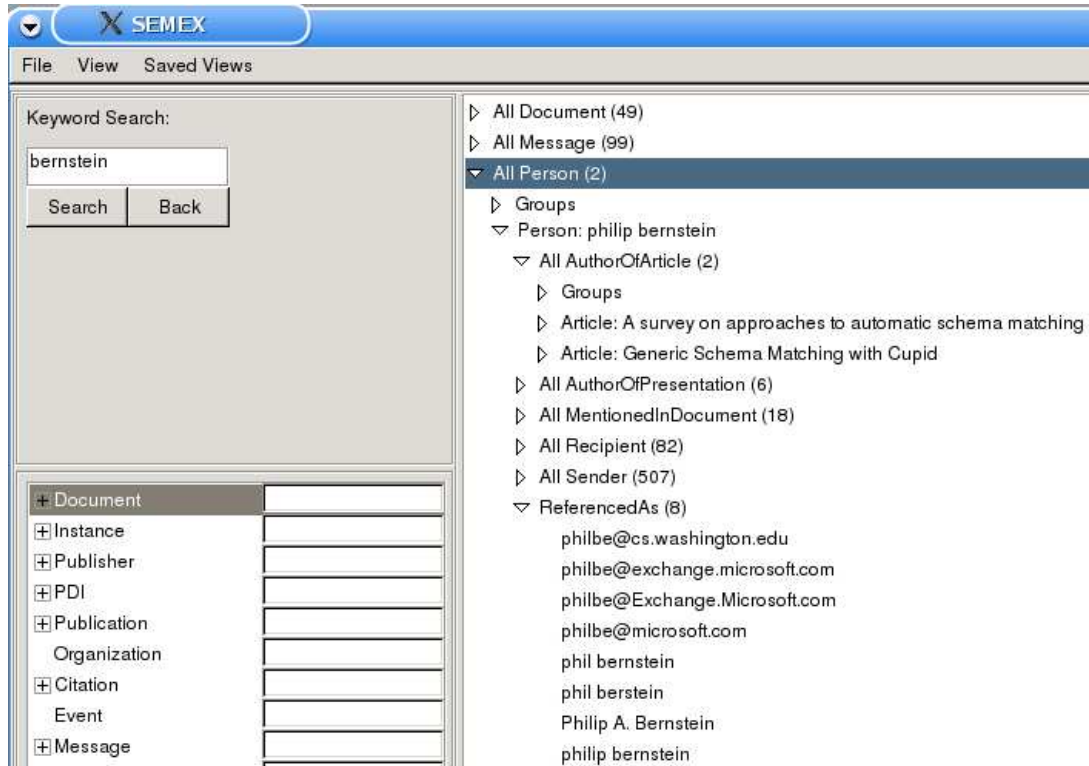 SEMEX
File View Saved Views
Keyword Search:
bernstein
Search Back
Document
Instance
Publisher
PDI
Publication
Organization
Citation
Event
Message
All Document (49)
All Message (99)
All Person (2)
Groups
Person: philip bernstein
All AuthorOfArticle (2)
Groups
Article: A survey on approaches to automatic schema matching
Article: Generic Schema Matching with Cupid
All AuthorOfPresentation (6)
All MentionedInDocument (18)
All Recipient (82)
All Sender (507)
ReferencedAs (8)
philbe@cs.washington.edu
philbe@exchange.microsoft.com
philbe@Exchange.Microsoft.com
philbe@microsoft.com
phil bernstein
phil berstein
Philip A. Bernstein
philip bernstein